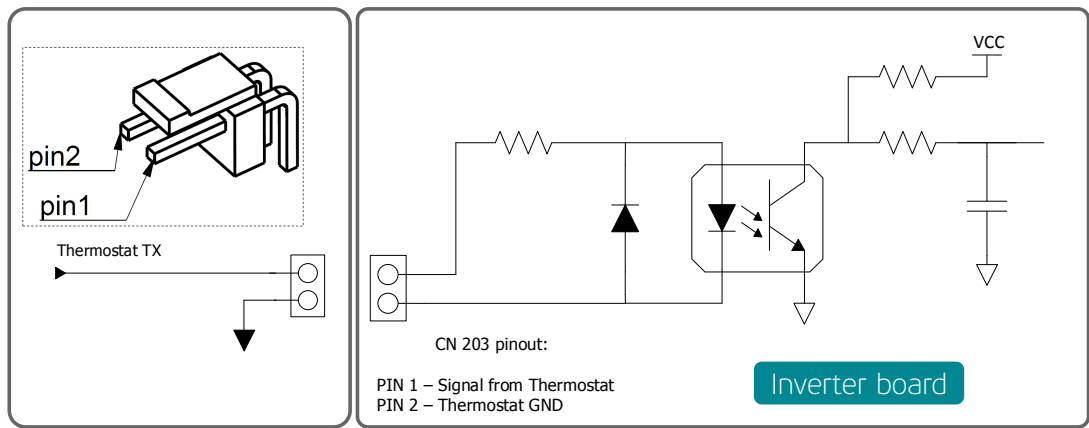 pin2
pin1
Thermostat TX
VCC
CN 203 pinout:
PIN 1 – Signal from Thermostat
PIN 2 – Thermostat GND
Inverter board